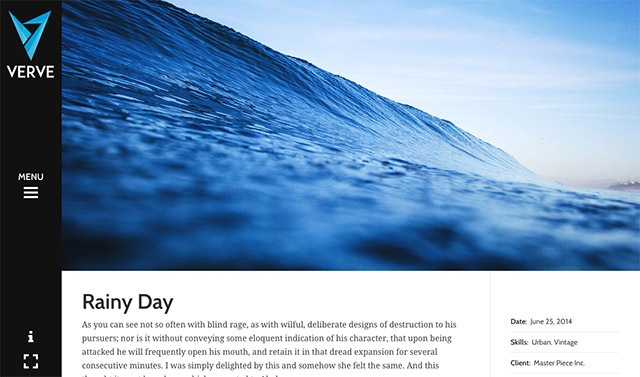 VERVE
MENU
Rainy Day
As you can see not so often with blind rage, as with wilful, deliberate designs of destruction to his
pursuers; nor is it without conveying some eloquent indication of his character, that upon being
attacked he will frequently open his mouth, and retain it in that dread expansion for several
consecutive minutes. I was simply delighted by this and somehow she felt the same. And this
Date: June 25, 2014
Skills: Urban, Vintage
Client: Master Piece Inc.